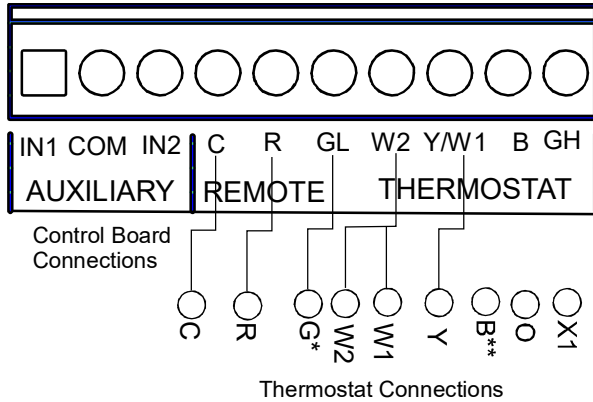 IN1 COM IN2 C R GL W2 Y/W1 B GH
AUXILIARY REMOTE THERMOSTAT
Control Board
Connections
C R G* W2 W1 Y B** O X1
Thermostat Connections